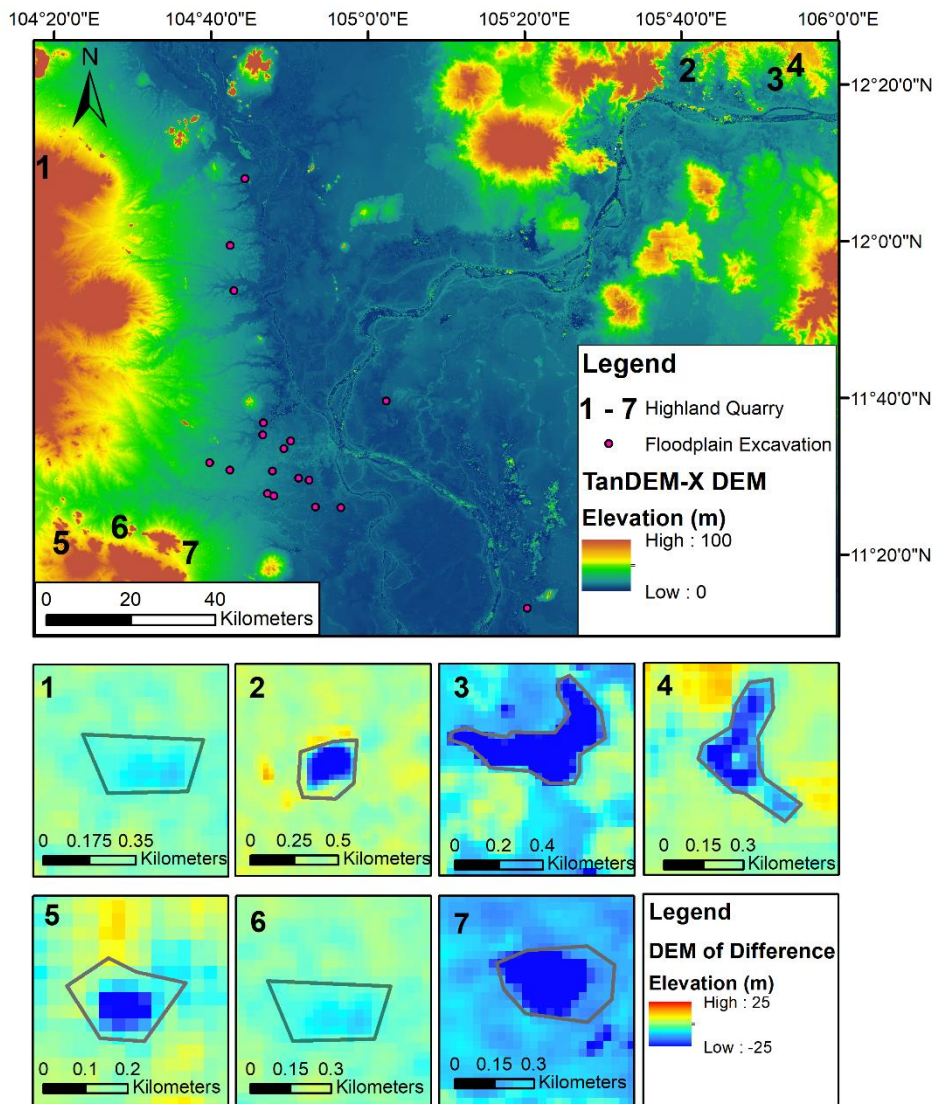 104°20'0"E 104°40'0"E 105°0'0"E 105°20'0"E 105°40'0"E 106°0'0"E
N
2 3 4
12°20'0"N
1
12°0'0"N
Legend
1 - 7 Highland Quarry
Floodplain Excavation
11°40'0"N
TanDEM-X DEM
Elevation (m)
High : 100
Low : 0
5 6 7
11°20'0"N
0 20 40
Kilometers
1
0 0.175 0.35
Kilometers
2
0 0.25 0.5
Kilometers
3
0 0.2 0.4
Kilometers
4
0 0.15 0.3
Kilometers
5
0 0.1 0.2
Kilometers
6
0 0.15 0.3
Kilometers
7
0 0.15 0.3
Kilometers
Legend
DEM of Difference
Elevation (m)
High : 25
Low : -25